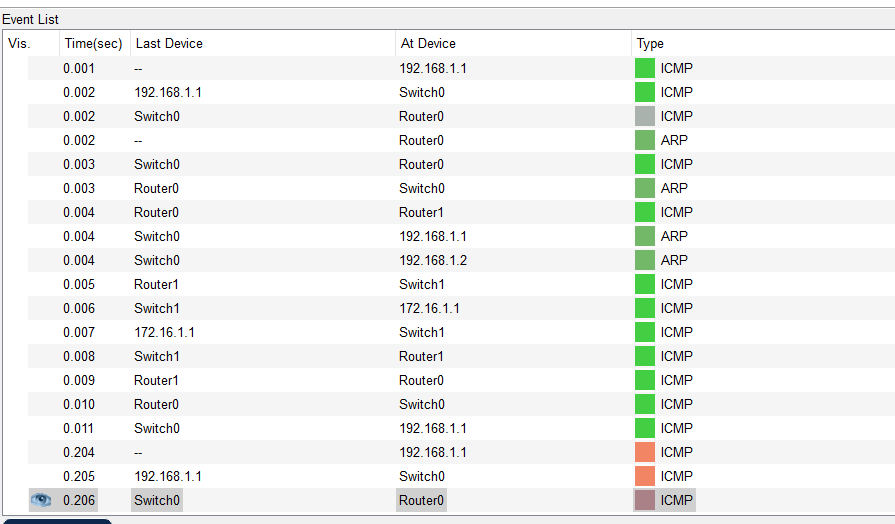 Event List
Vis. Time(sec) Last Device At Device Type
0.001 -- 192.168.1.1 ICMP
0.002 192.168.1.1 Switch0 ICMP
0.002 Switch0 Router0 ICMP
0.002 -- Router0 ARP
0.003 Switch0 Router0 ICMP
0.003 Router0 Switch0 ARP
0.004 Router0 Router1 ICMP
0.004 Switch0 192.168.1.1 ARP
0.004 Switch0 192.168.1.2 ARP
0.005 Router1 Switch1 ICMP
0.006 Switch1 172.16.1.1 ICMP
0.007 172.16.1.1 Switch1 ICMP
0.008 Switch1 Router1 ICMP
0.009 Router1 Router0 ICMP
0.010 Router0 Switch0 ICMP
0.011 Switch0 192.168.1.1 ICMP
0.204 -- 192.168.1.1 ICMP
0.205 192.168.1.1 Switch0 ICMP
0.206 Switch0 Router0 ICMP